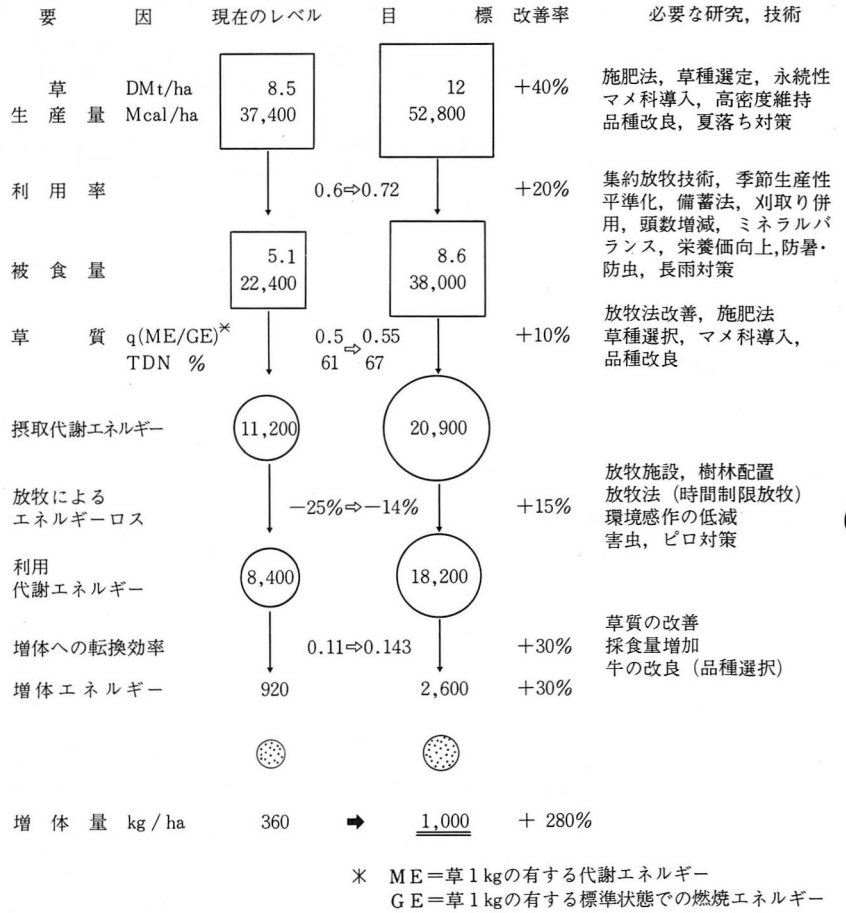 要 因 現在のレベル 目 標 改善率 必要な研究，技術
草 DMt/ha 8.5 12 +40% 施肥法，草種選定，永続性
生 産 量 Mcal/ha 37,400 52,800 マメ科導入，高密度維持
品種改良，夏落ち対策
利 用 率 0.6⇨0.72 +20% 集約放牧技術，季節生産性
平準化，備蓄法，刈取り併
用，頭数増減，ミネラルバ
ランス，栄養価向上,防暑・
防虫，長雨対策
被 食 量 5.1 8.6
22,400 38,000
草 質 q(ME/GE)* 0.5 ⇨ 0.55 +10% 放牧法改善，施肥法
TDN % 61 67 草種選択，マメ科導入，
品種改良
摂取代謝エネルギー 11,200 20,900
放牧による
エネルギーロス −25%⇨−14% +15% 放牧施設，樹林配置
放牧法（時間制限放牧）
環境感作の低減
害虫，ピロ対策
利用
代謝エネルギー 8,400 18,200
増体への転換効率 0.11⇨0.143 +30% 草質の改善
採食量増加
牛の改良（品種選択）
増体エネルギー 920 2,600 +30%
増 体 量 kg/ha 360 ➡ 1,000 + 280%
* ME＝草1kgの有する代謝エネルギー
GE＝草1kgの有する標準状態での燃焼エネルギー